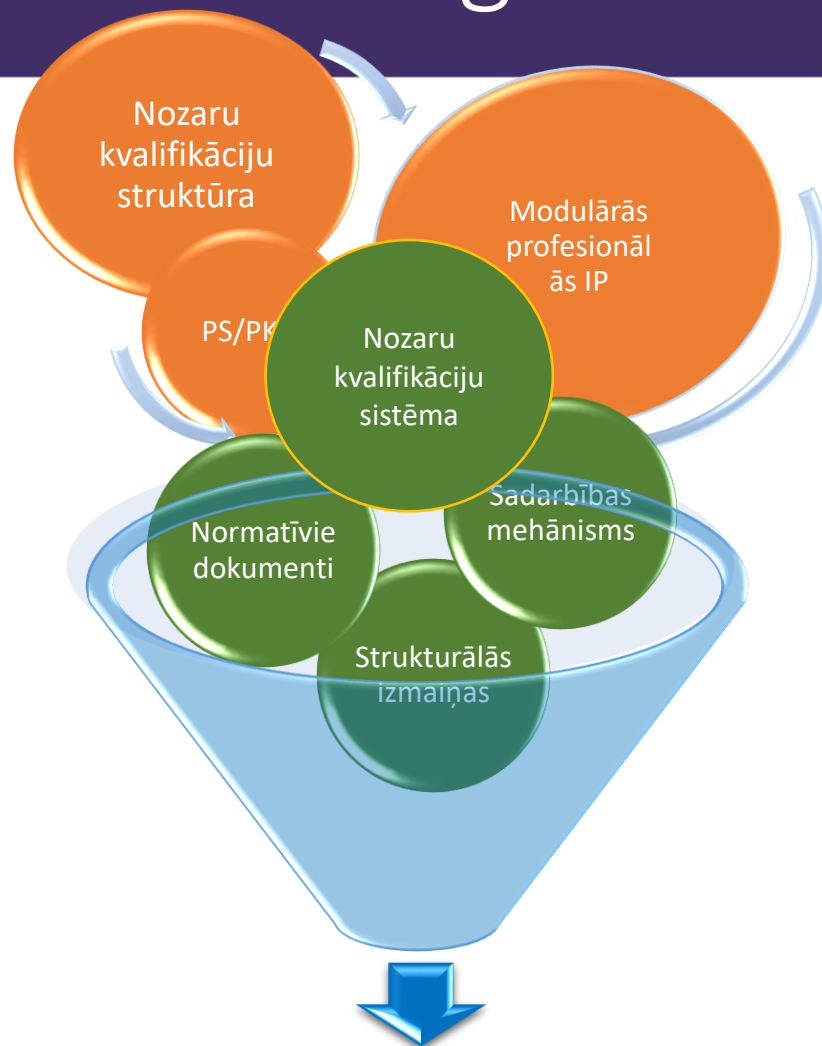 Nozaru
kvalifikāciju
struktūra
Modulārās
profesionāl
ās IP
PS/PK
Nozaru
kvalifikāciju
sistēma
Sadarbības
mehānisms
Normatīvie
dokumenti
Strukturālās
izmaiņas